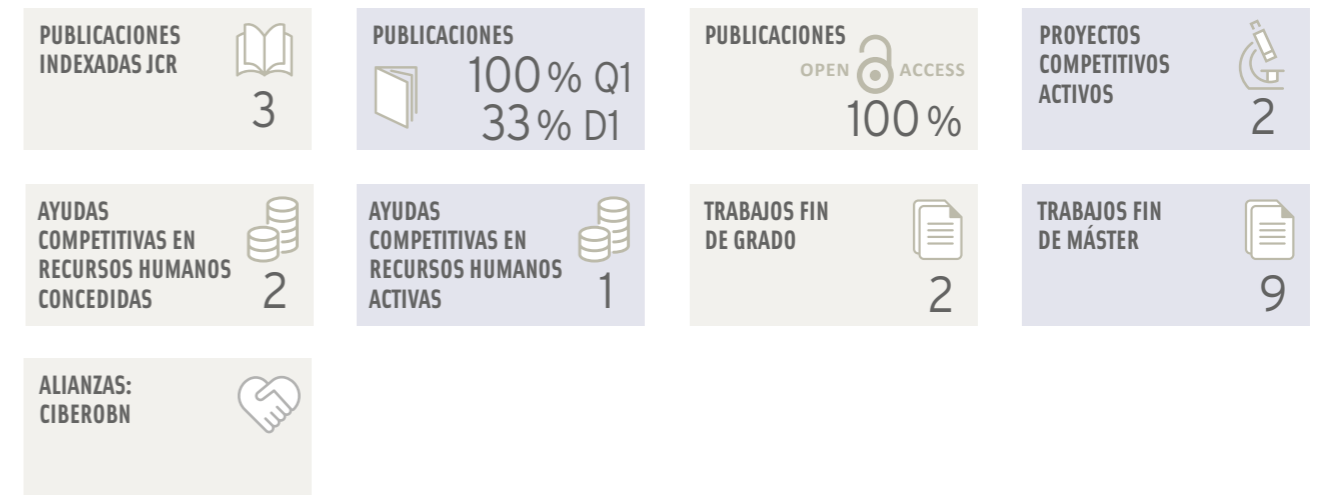 PUBLICACIONES
INDEXADAS JCR
3
PUBLICACIONES
100% Q1
33% D1
PUBLICACIONES
OPEN ACCESS
100%
PROYECTOS
COMPETITIVOS
ACTIVOS
2
AYUDAS
COMPETITIVAS EN
RECURSOS HUMANOS
CONCEDIDAS
2
AYUDAS
COMPETITIVAS EN
RECURSOS HUMANOS
ACTIVAS
1
TRABAJOS FIN
DE GRADO
2
TRABAJOS FIN
DE MÁSTER
9
ALIANZAS:
CIBEROBN